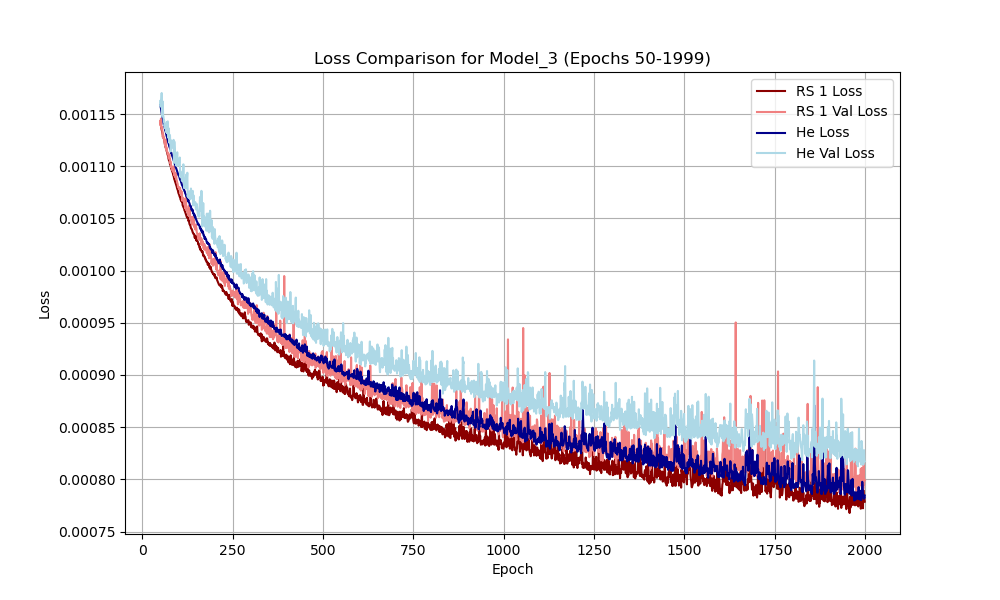 Loss Comparison for Model_3 (Epochs 50-1999)
RS 1 Loss
RS 1 Val Loss
He Loss
He Val Loss
0.00115
0.00110
0.00105
0.00100
0.00095
0.00090
0.00085
0.00080
0.00075
Loss
0 250 500 750 1000 1250 1500 1750 2000
Epoch